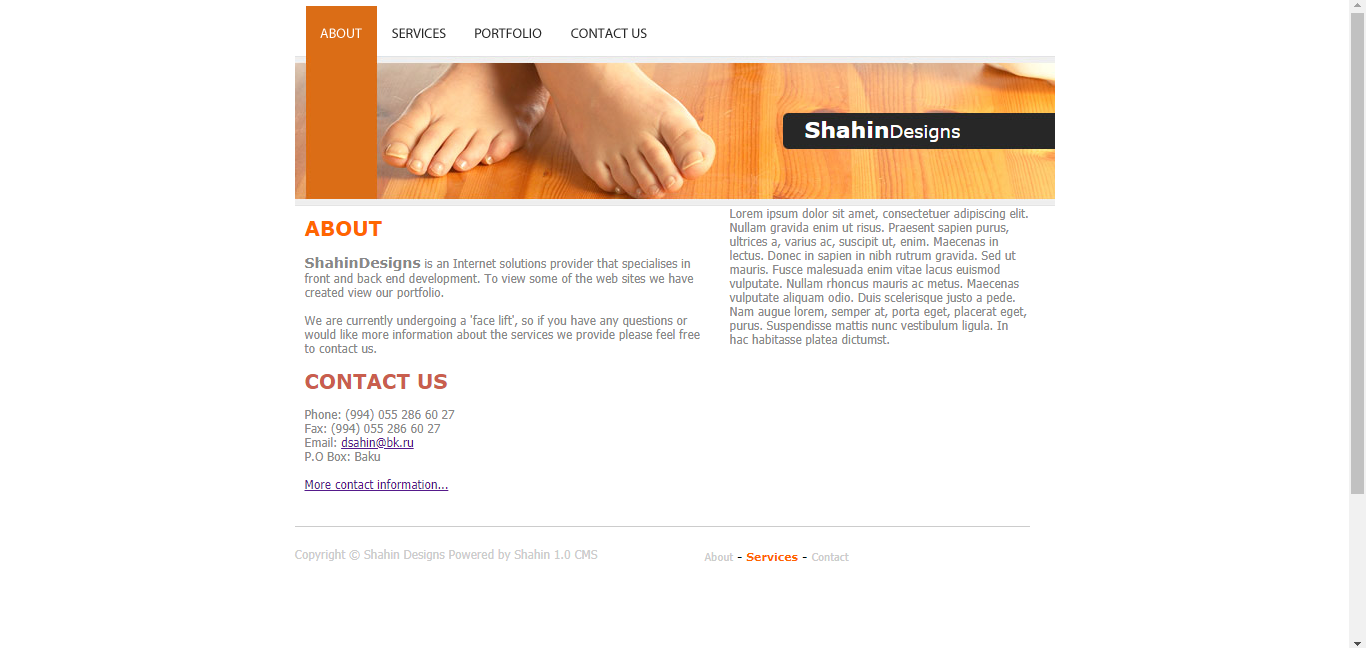 ABOUT SERVICES PORTFOLIO CONTACT US
ShahinDesigns
ABOUT
ShahinDesigns is an Internet solutions provider that specialises in
front and back end development. To view some of the web sites we have
created view our portfolio.
We are currently undergoing a 'face lift', so if you have any questions or
would like more information about the services we provide please feel free
to contact us.
CONTACT US
Phone: (994) 055 286 60 27
Fax: (994) 055 286 60 27
Email: dsahin@bk.ru
P.O Box: Baku
More contact information...
Lorem ipsum dolor sit amet, consectetuer adipiscing elit.
Nullam gravida enim ut risus. Praesent sapien purus,
ultrices a, varius ac, suscipit ut, enim. Maecenas in
lectus. Donec in sapien in nibh rutrum gravida. Sed ut
mauris. Fusce malesuada enim vitae lacus euismod
vulputate. Nullam rhoncus mauris ac metus. Maecenas
vulputate aliquam odio. Duis scelerisque justo a pede.
Nam augue lorem, semper at, porta eget, placerat eget,
purus. Suspendisse mattis nunc vestibulum ligula. In
hac habitasse platea dictumst.
Copyright © Shahin Designs Powered by Shahin 1.0 CMS
About - Services - Contact